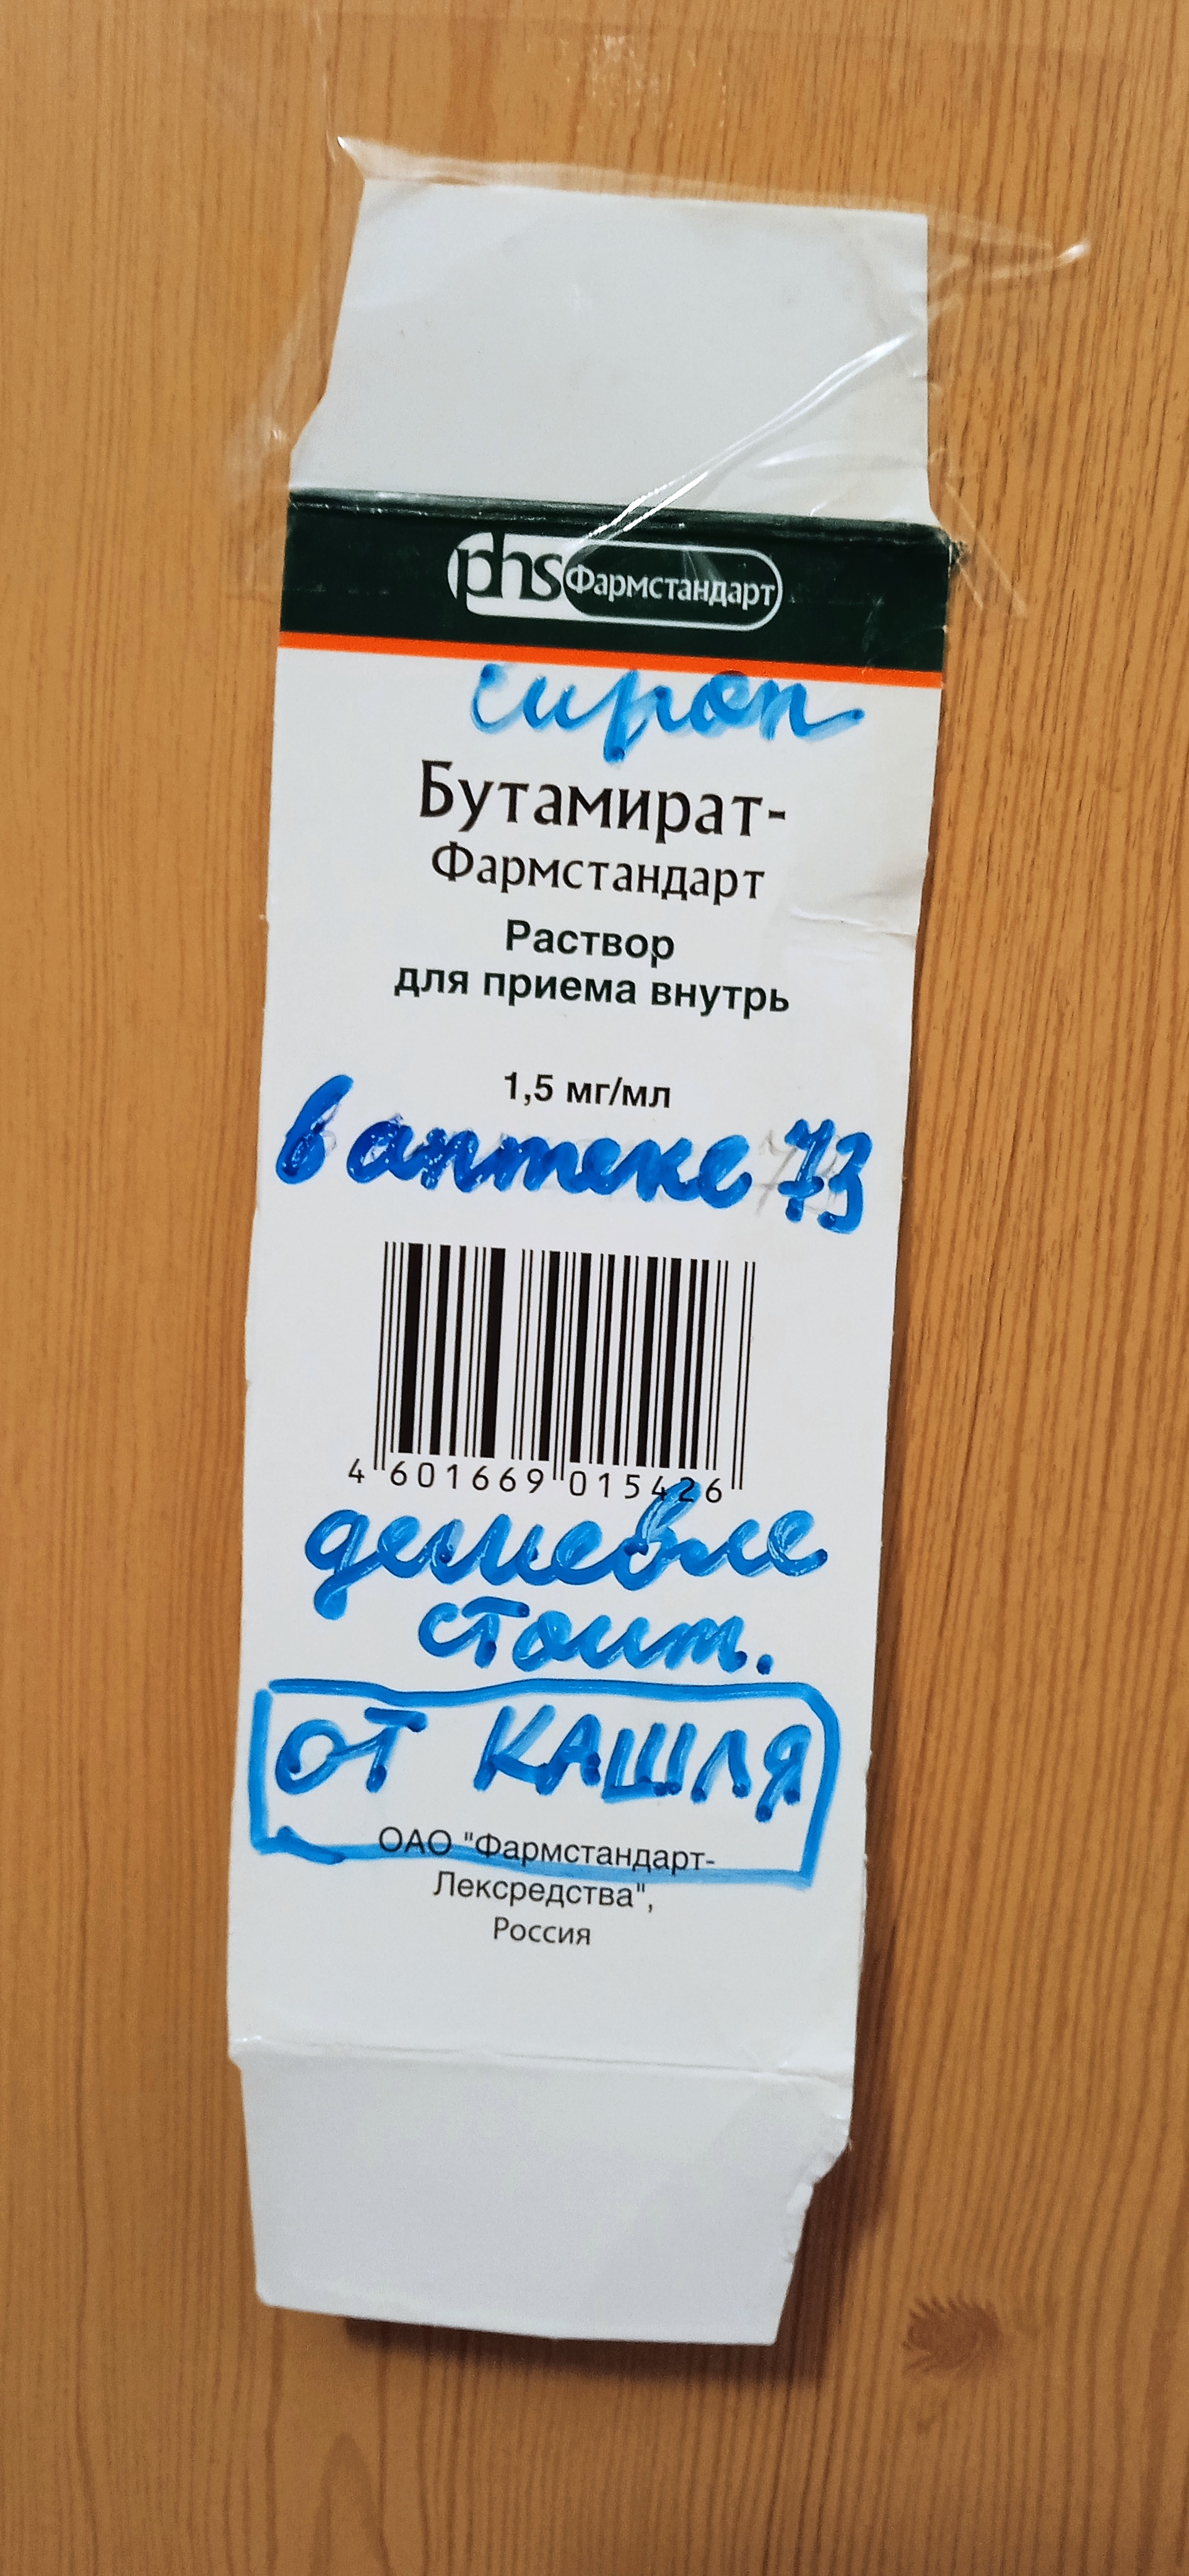 phs Фармстандарт
сироп
Бутамират-
Фармстандарт
Раствор
для приема внутрь
1,5 мг/мл
в аптеке 73
4 601669 015426
дешевле
стоит.
от КАШЛЯ
ОАО "Фармстандарт-
Лексредства",
Россия